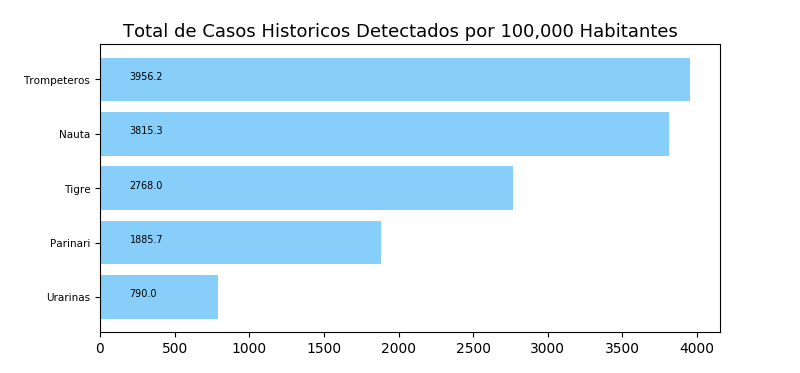 Total de Casos Historicos Detectados por 100,000 Habitantes
Trompeteros 3956.2
Nauta 3815.3
Tigre 2768.0
Parinari 1885.7
Urarinas 790.0
0 500 1000 1500 2000 2500 3000 3500 4000